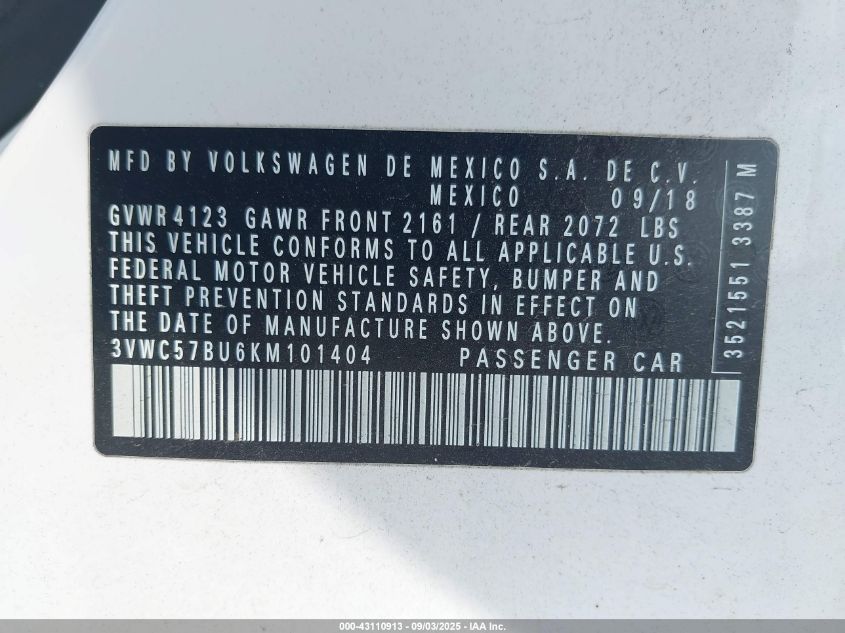 MFD BY VOLKSWAGEN DE MEXICO S.A. DE C.V.
MEXICO 09/18
GVWR 4123 GAWR FRONT 2161 / REAR 2072 LBS
THIS VEHICLE CONFORMS TO ALL APPLICABLE U.S.
FEDERAL MOTOR VEHICLE SAFETY, BUMPER AND
THEFT PREVENTION STANDARDS IN EFFECT ON
THE DATE OF MANUFACTURE SHOWN ABOVE.
3VWC57BU6KM101404 PASSENGER CAR
3521551 3387 M
000-43110913 - 09/03/2025 - IAA Inc.